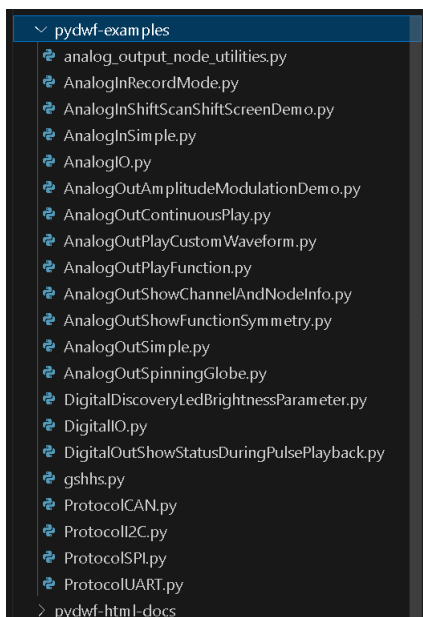 pydwf-examples
analog_output_node_utilities.py
AnalogInRecordMode.py
AnalogInShiftScanShiftScreenDemo.py
AnalogInSimple.py
AnalogIO.py
AnalogOutAmplitudeModulationDemo.py
AnalogOutContinuousPlay.py
AnalogOutPlayCustomWaveform.py
AnalogOutPlayFunction.py
AnalogOutShowChannelAndNodeInfo.py
AnalogOutShowFunctionSymmetry.py
AnalogOutSimple.py
AnalogOutSpinningGlobe.py
DigitalDiscoveryLedBrightnessParameter.py
DigitalIO.py
DigitalOutShowStatusDuringPulsePlayback.py
gshhs.py
ProtocolCAN.py
ProtocolI2C.py
ProtocolSPI.py
ProtocolUART.py
pydwf-html-docs